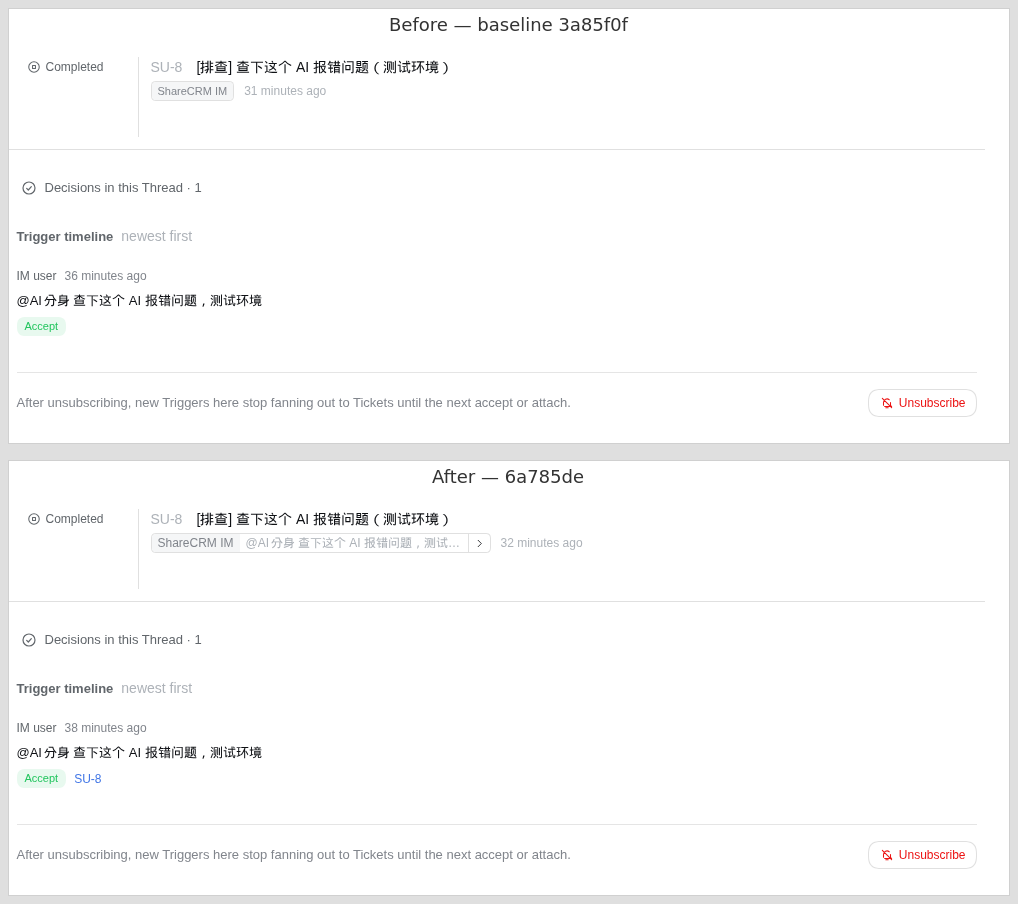 Before — baseline 3a85f0f
Completed
SU-8 [排查] 查下这个 AI 报错问题 ( 测试环境 )
ShareCRM IM 31 minutes ago
Decisions in this Thread · 1
Trigger timeline newest first
IM user 36 minutes ago
@AI分身 查下这个 AI 报错问题，测试环境
Accept
After unsubscribing, new Triggers here stop fanning out to Tickets until the next accept or attach.
Unsubscribe
After — 6a785de
Completed
SU-8 [排查] 查下这个 AI 报错问题 ( 测试环境 )
ShareCRM IM @AI分身 查下这个 AI 报错问题，测试… 32 minutes ago
Decisions in this Thread · 1
Trigger timeline newest first
IM user 38 minutes ago
@AI分身 查下这个 AI 报错问题，测试环境
Accept SU-8
After unsubscribing, new Triggers here stop fanning out to Tickets until the next accept or attach.
Unsubscribe